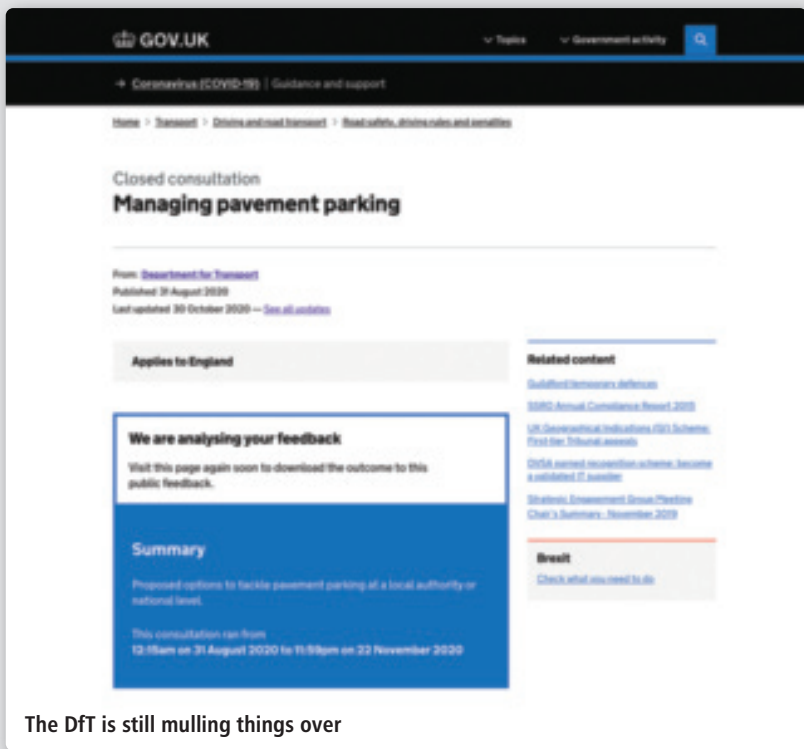 GOV.UK
Topics
Government activity
→ Coronavirus (COVID-19) | Guidance and support
Home > Transport > Driving and road transport > Road safety, driving rules and penalties
Closed consultation
Managing pavement parking
From: Department for Transport
Published 31 August 2020
Last updated 30 October 2020 — See all updates
Applies to England
We are analysing your feedback
Visit this page again soon to download the outcome to this
public feedback.
Summary
Proposed options to tackle pavement parking at a local authority or
national level.
This consultation ran from
12:15am on 31 August 2020 to 11:59pm on 22 November 2020
Related content
Guildford temporary defences
SSRO Annual Compliance Report 2015
UK Geographical Indications (GI) Scheme:
First-tier Tribunal appeals
DVSA earned recognition scheme: become
a validated IT supplier
Strategic Engagement Group Meeting
Chair's Summary - November 2019
Brexit
Check what you need to do
The DfT is still mulling things over